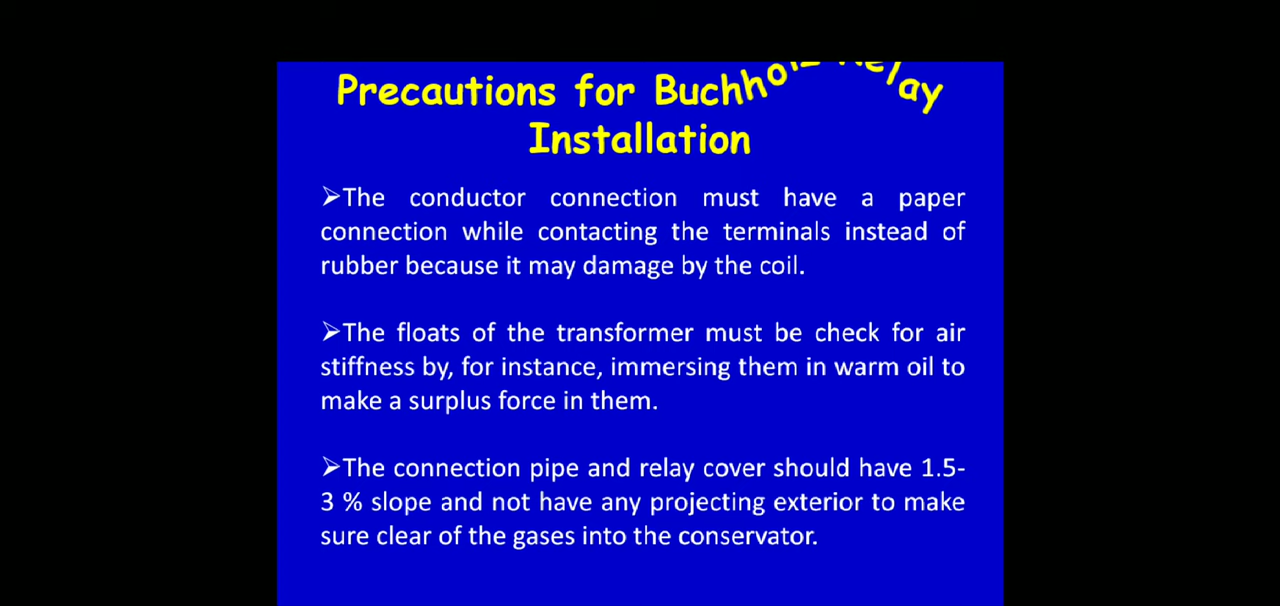 Precautions for Buchholz Relay
Installation
➢The conductor connection must have a paper
connection while contacting the terminals instead of
rubber because it may damage by the coil.
➢The floats of the transformer must be check for air
stiffness by, for instance, immersing them in warm oil to
make a surplus force in them.
➢The connection pipe and relay cover should have 1.5-
3 % slope and not have any projecting exterior to make
sure clear of the gases into the conservator.